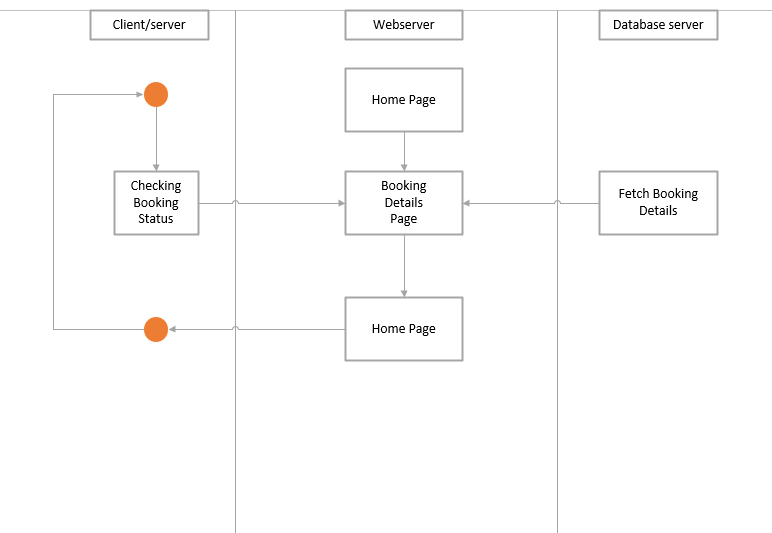 Client/server
Webserver
Database server
Home Page
Checking
Booking
Status
Booking
Details
Page
Fetch Booking
Details
Home Page